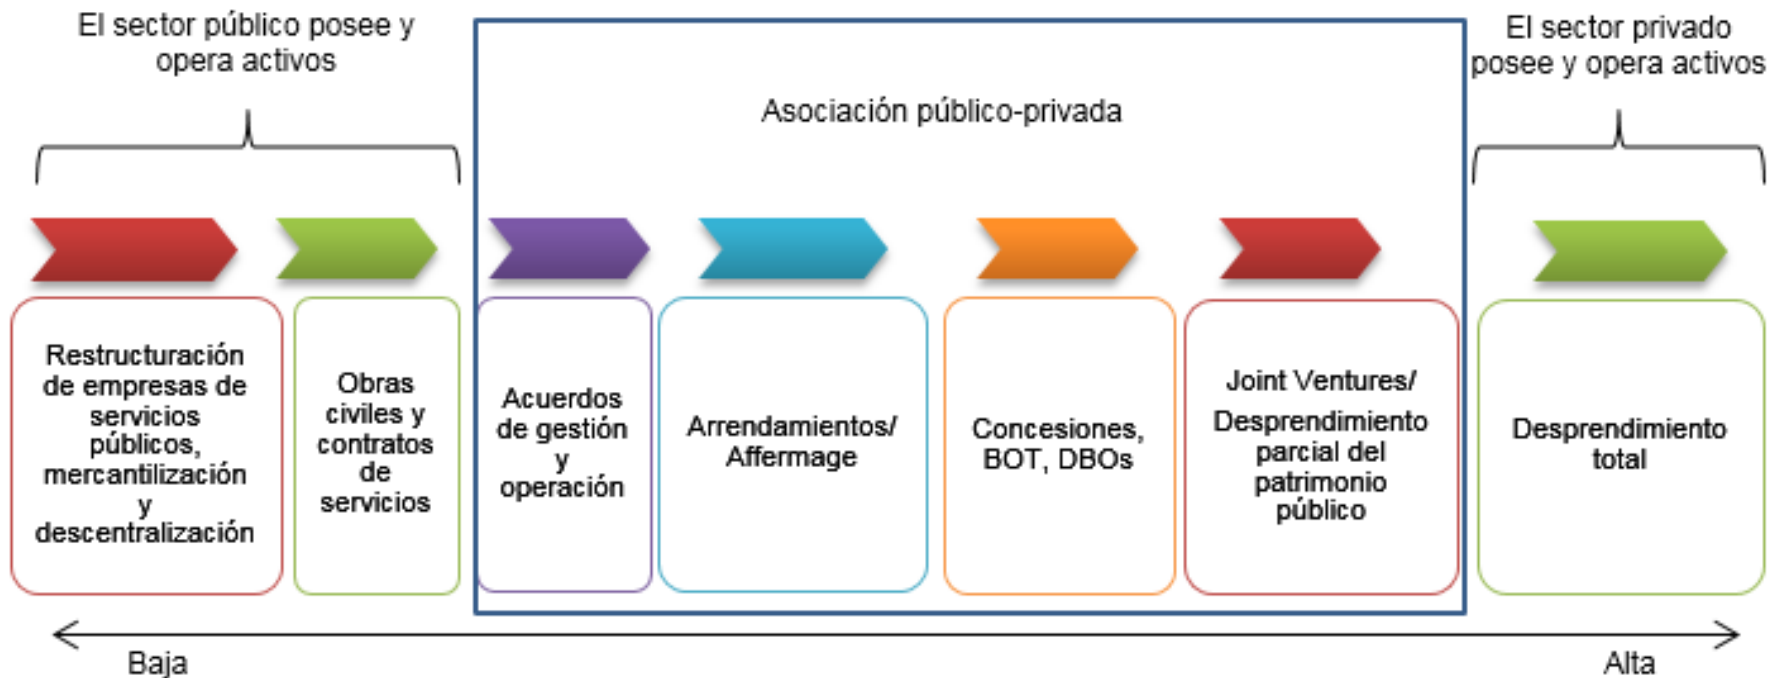 El sector público posee y
opera activos
Asociación público-privada
El sector privado
posee y opera activos
Restructuración
de empresas de
servicios
públicos,
mercantilización
y
descentralización
Obras
civiles y
contratos
de
servicios
Acuerdos
de gestión
y
operación
Arrendamientos/
Affermage
Concesiones,
BOT, DBOs
Joint Ventures/
Desprendimiento
parcial del
patrimonio
público
Desprendimiento
total
Baja
Alta